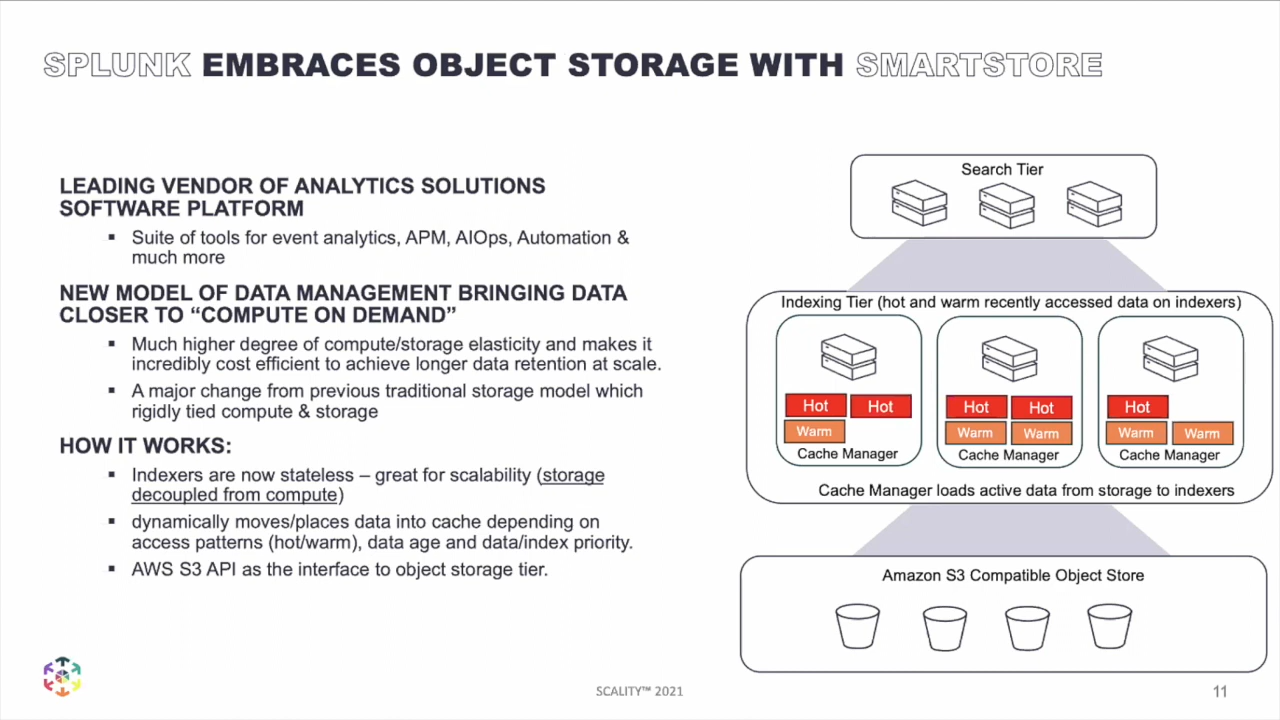 SPLUNK EMBRACES OBJECT STORAGE WITH SMARTSTORE
LEADING VENDOR OF ANALYTICS SOLUTIONS
SOFTWARE PLATFORM
▪ Suite of tools for event analytics, APM, AIOps, Automation &
much more
NEW MODEL OF DATA MANAGEMENT BRINGING DATA
CLOSER TO “COMPUTE ON DEMAND”
▪ Much higher degree of compute/storage elasticity and makes it
incredibly cost efficient to achieve longer data retention at scale.
▪ A major change from previous traditional storage model which
rigidly tied compute & storage
HOW IT WORKS:
▪ Indexers are now stateless – great for scalability (storage
decoupled from compute)
▪ dynamically moves/places data into cache depending on
access patterns (hot/warm), data age and data/index priority.
▪ AWS S3 API as the interface to object storage tier.
Search Tier
Indexing Tier (hot and warm recently accessed data on indexers)
Hot Hot
Warm
Cache Manager
Hot Hot
Warm Warm
Cache Manager
Hot
Warm Warm
Cache Manager
Cache Manager loads active data from storage to indexers
Amazon S3 Compatible Object Store
SCALITY™ 2021
11